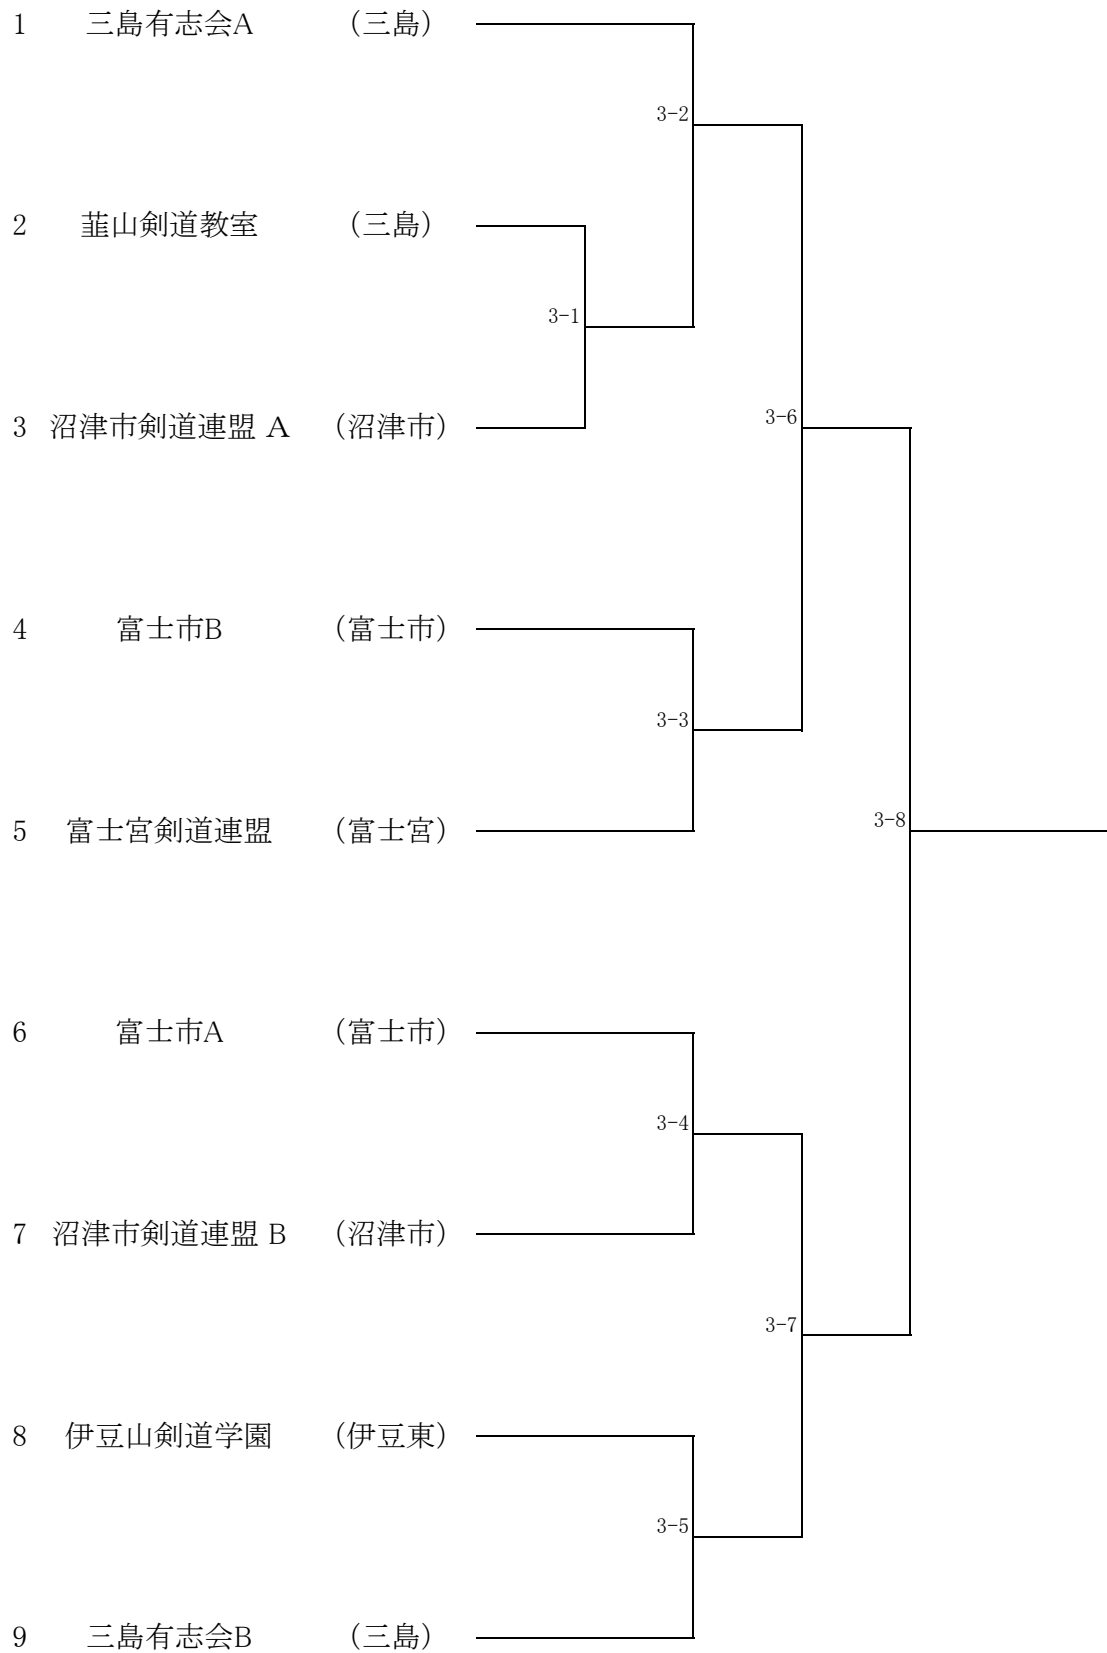 1 三島有志会A （三島）
3-2
2 韮山剣道教室 （三島）
3-1
3 沼津市剣道連盟 A （沼津市）
3-6
4 富士市B （富士市）
3-3
5 富士宮剣道連盟 （富士宮）
3-8
6 富士市A （富士市）
3-4
7 沼津市剣道連盟 B （沼津市）
3-7
8 伊豆山剣道学園 （伊豆東）
3-5
9 三島有志会B （三島）